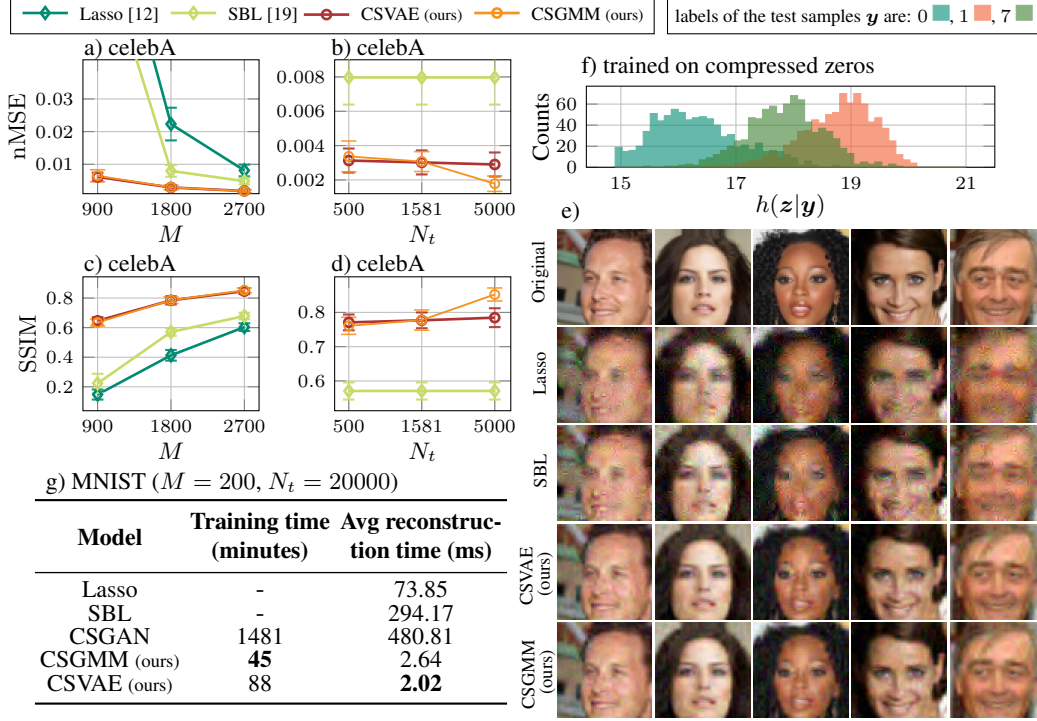 Lasso [12] SBL [19] CSVAE (ours) CSGMM (ours)
labels of the test samples y are: 0 , 1 , 7
a) celebA
nMSE
0.03
0.02
0.01
900 1800 2700
M
b) celebA
0.008
0.006
0.004
0.002
500 1581 5000
N_t
c) celebA
SSIM
0.8
0.6
0.4
0.2
900 1800 2700
M
d) celebA
0.8
0.7
0.6
500 1581 5000
N_t
f) trained on compressed zeros
Counts
60
40
20
0
15 17 19 21
h(z|y)
e)
Original
Lasso
SBL
CSVAE
(ours)
CSGMM
(ours)
g) MNIST (M = 200, N_t = 20000)
Model Training time Avg reconstruc-
(minutes) tion time (ms)
Lasso - 73.85
SBL - 294.17
CSGAN 1481 480.81
CSGMM (ours) 45 2.64
CSVAE (ours) 88 2.02